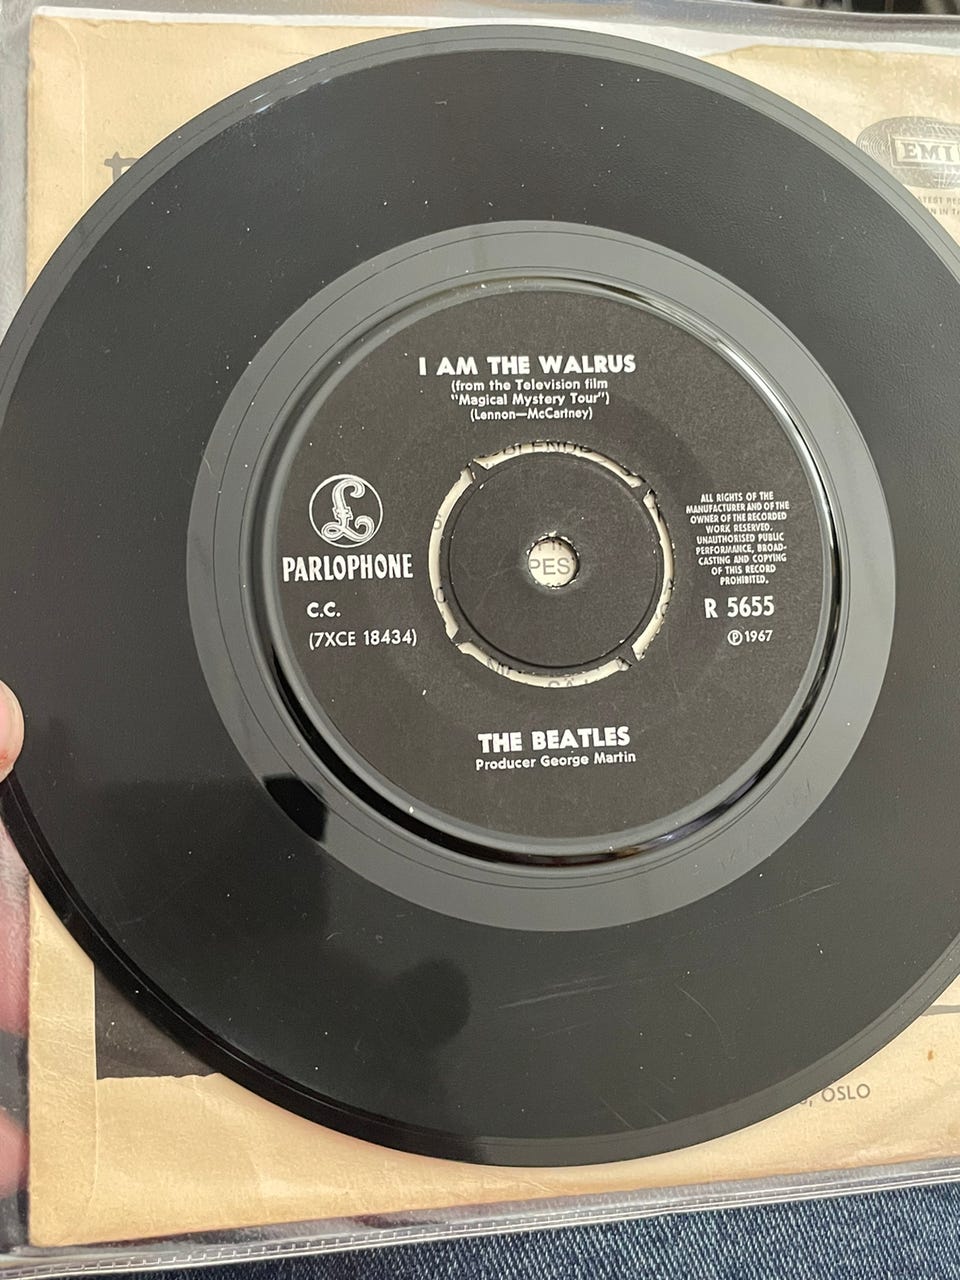 EMI
I AM THE WALRUS
(from the Television film
"Magical Mystery Tour")
(Lennon—McCartney)
£
PARLOPHONE
C.C.
(7XCE 18434)
PES
ALL RIGHTS OF THE
MANUFACTURER AND OF THE
OWNER OF THE RECORDED
WORK RESERVED.
UNAUTHORISED PUBLIC
PERFORMANCE, BROAD-
CASTING AND COPYING
OF THIS RECORD
PROHIBITED.
R 5655
Ⓟ1967
THE BEATLES
Producer George Martin
OSLO